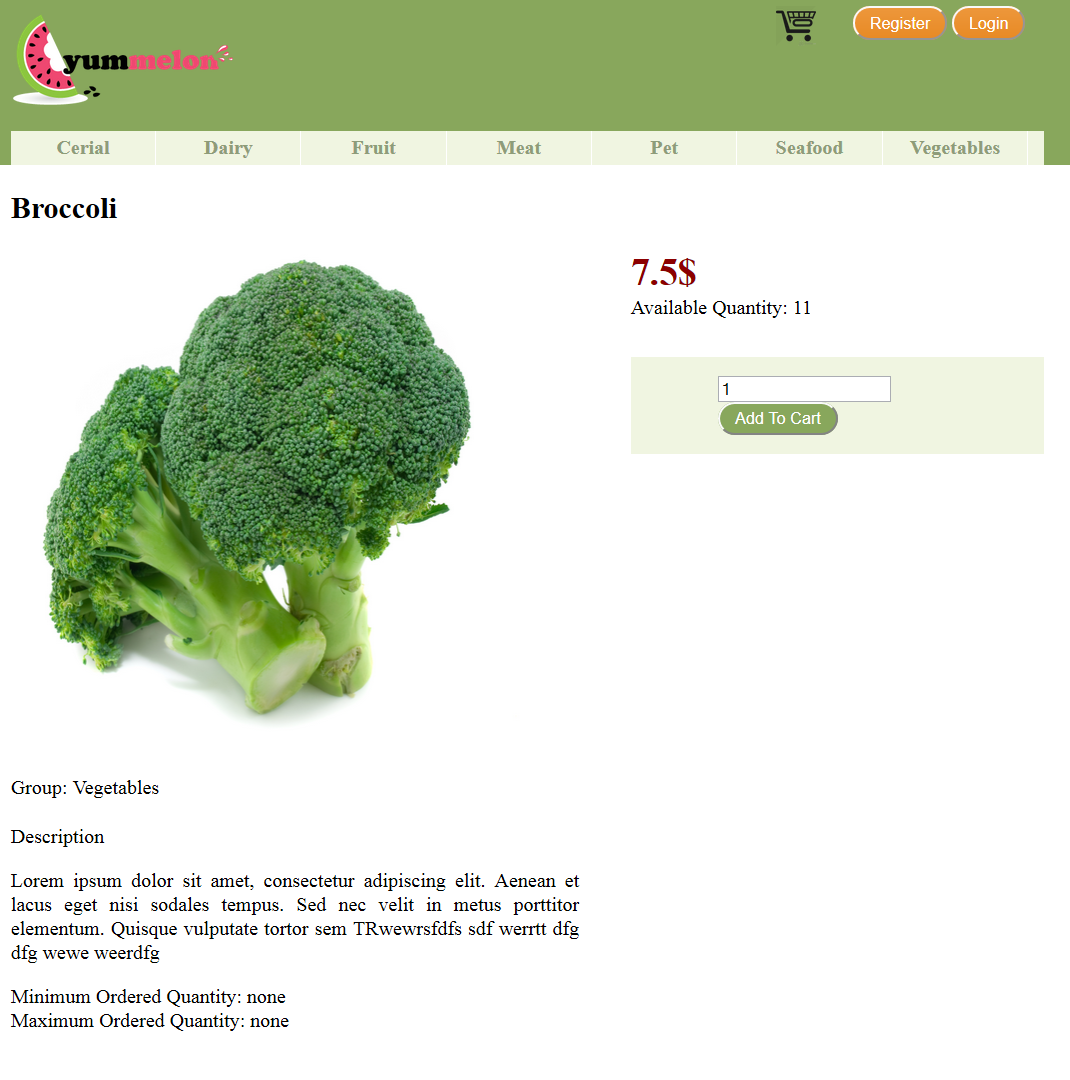 yummelon
Register
Login
Cerial
Dairy
Fruit
Meat
Pet
Seafood
Vegetables
Broccoli
7.5$
Available Quantity: 11
1
Add To Cart
Group: Vegetables
Description
Lorem ipsum dolor sit amet, consectetur adipiscing elit. Aenean et
lacus eget nisi sodales tempus. Sed nec velit in metus porttitor
elementum. Quisque vulputate tortor sem TRwewrsfdfs sdf werrtt dfg
dfg wewe weerdfg
Minimum Ordered Quantity: none
Maximum Ordered Quantity: none